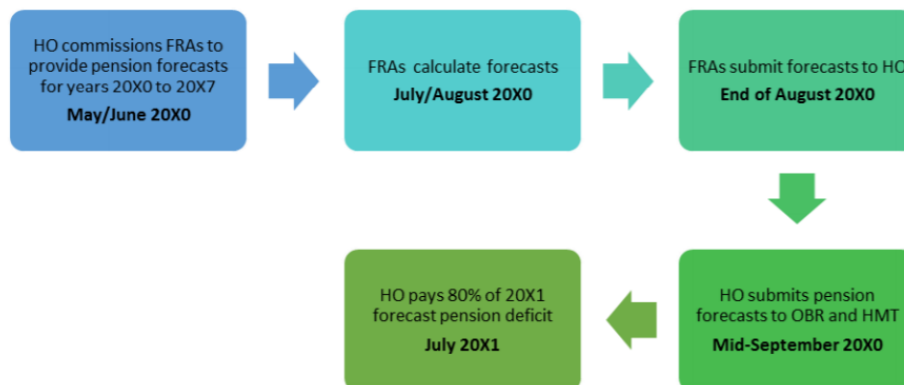 HO commissions FRAs to
provide pension forecasts
for years 20X0 to 20X7
May/June 20X0
FRAs calculate forecasts
July/August 20X0
FRAs submit forecasts to HO
End of August 20X0
HO pays 80% of 20X1
forecast pension deficit
July 20X1
HO submits pension
forecasts to OBR and HMT
Mid-September 20X0